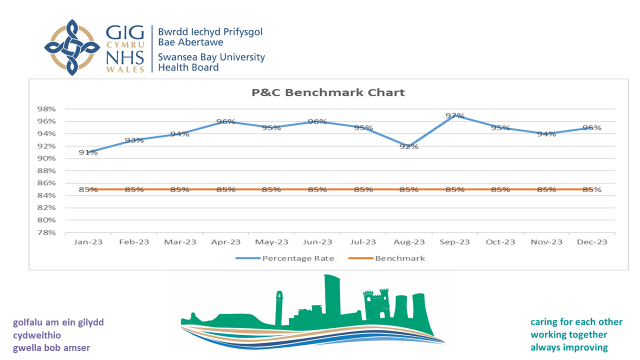 GIG
CYMRU
NHS
WALES
Bwrdd Iechyd Prifysgol
Bae Abertawe
Swansea Bay University
Health Board
P&C Benchmark Chart
98%
96%
94%
92%
90%
88%
86%
84%
82%
80%
78%
91% 93% 94% 96% 95% 96% 95% 92% 97% 95% 94% 95%
85% 85% 85% 85% 85% 85% 85% 85% 85% 85% 85% 85%
Jan-23 Feb-23 Mar-23 Apr-23 May-23 Jun-23 Jul-23 Aug-23 Sep-23 Oct-23 Nov-23 Dec-23
Percentage Rate Benchmark
golfalu am ein gilydd
cydweithio
gwella bob amser
caring for each other
working together
always improving